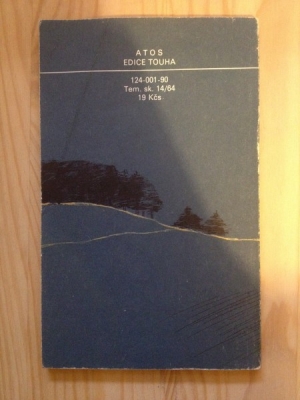 ATOS
EDICE TOUHA
124-001-90
Tem. sk. 14/64
19 Kčs